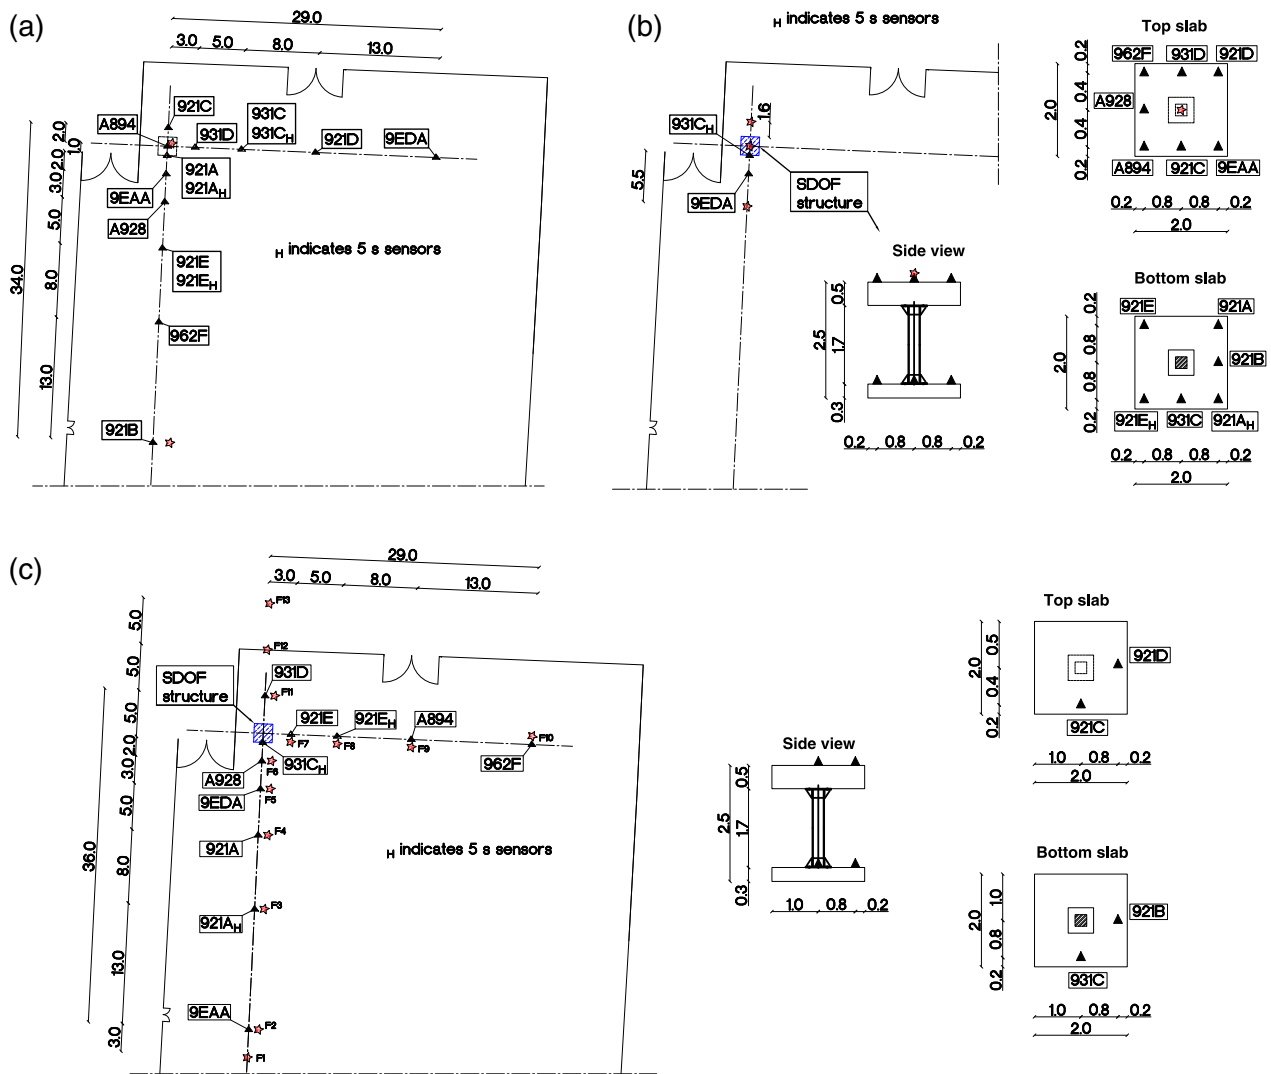 (a)
29.0
3.0 5.0 8.0 13.0
34.0
2.0
1.0
2.0
3.0
5.0
8.0
13.0
921C
A894
931D
931C
931C_H
921D
9EDA
921A
921A_H
9EAA
A928
921E
921E_H
H indicates 5 s sensors
962F
921B
(b)
H indicates 5 s sensors
1.6
931C_H
5.5
9EDA
SDOF
structure
Side view
2.5
0.5
1.7
0.3
0.2 0.8 0.8 0.2
Top slab
962F 931D 921D
A928
A894 921C 9EAA
2.0
0.2
0.4
0.4
0.2
0.2 0.8 0.8 0.2
2.0
Bottom slab
921E 921A
921B
921E_H 931C 921A_H
2.0
0.2
0.8
0.8
0.2
0.2 0.8 0.8 0.2
2.0
(c)
29.0
3.0 5.0 8.0 13.0
F13
F12
SDOF
structure
931D
F11
921E
921E_H
A894
F10
F7 F8 F9
931C_H
962F
A928
F6
9EDA
F5
921A
F4
H indicates 5 s sensors
921A_H
F3
9EAA
F2
F1
36.0
5.0
5.0
5.0
2.0
3.0
5.0
8.0
13.0
3.0
Side view
2.5
0.5
1.7
0.3
1.0 0.8 0.2
Top slab
921D
921C
2.0
0.5
0.4
0.2
1.0 0.8 0.2
2.0
Bottom slab
921B
931C
2.0
1.0
0.8
0.2
1.0 0.8 0.2
2.0